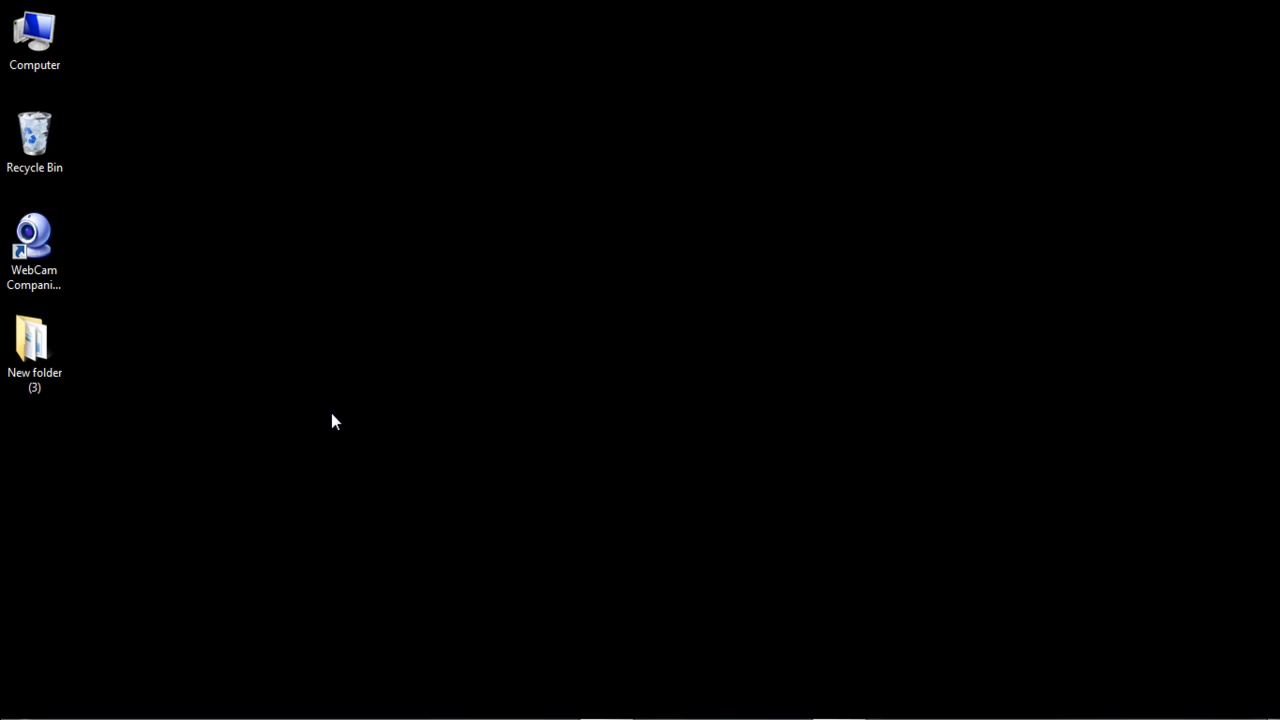 Computer
Recycle Bin
WebCam
Compani...
New folder
(3)